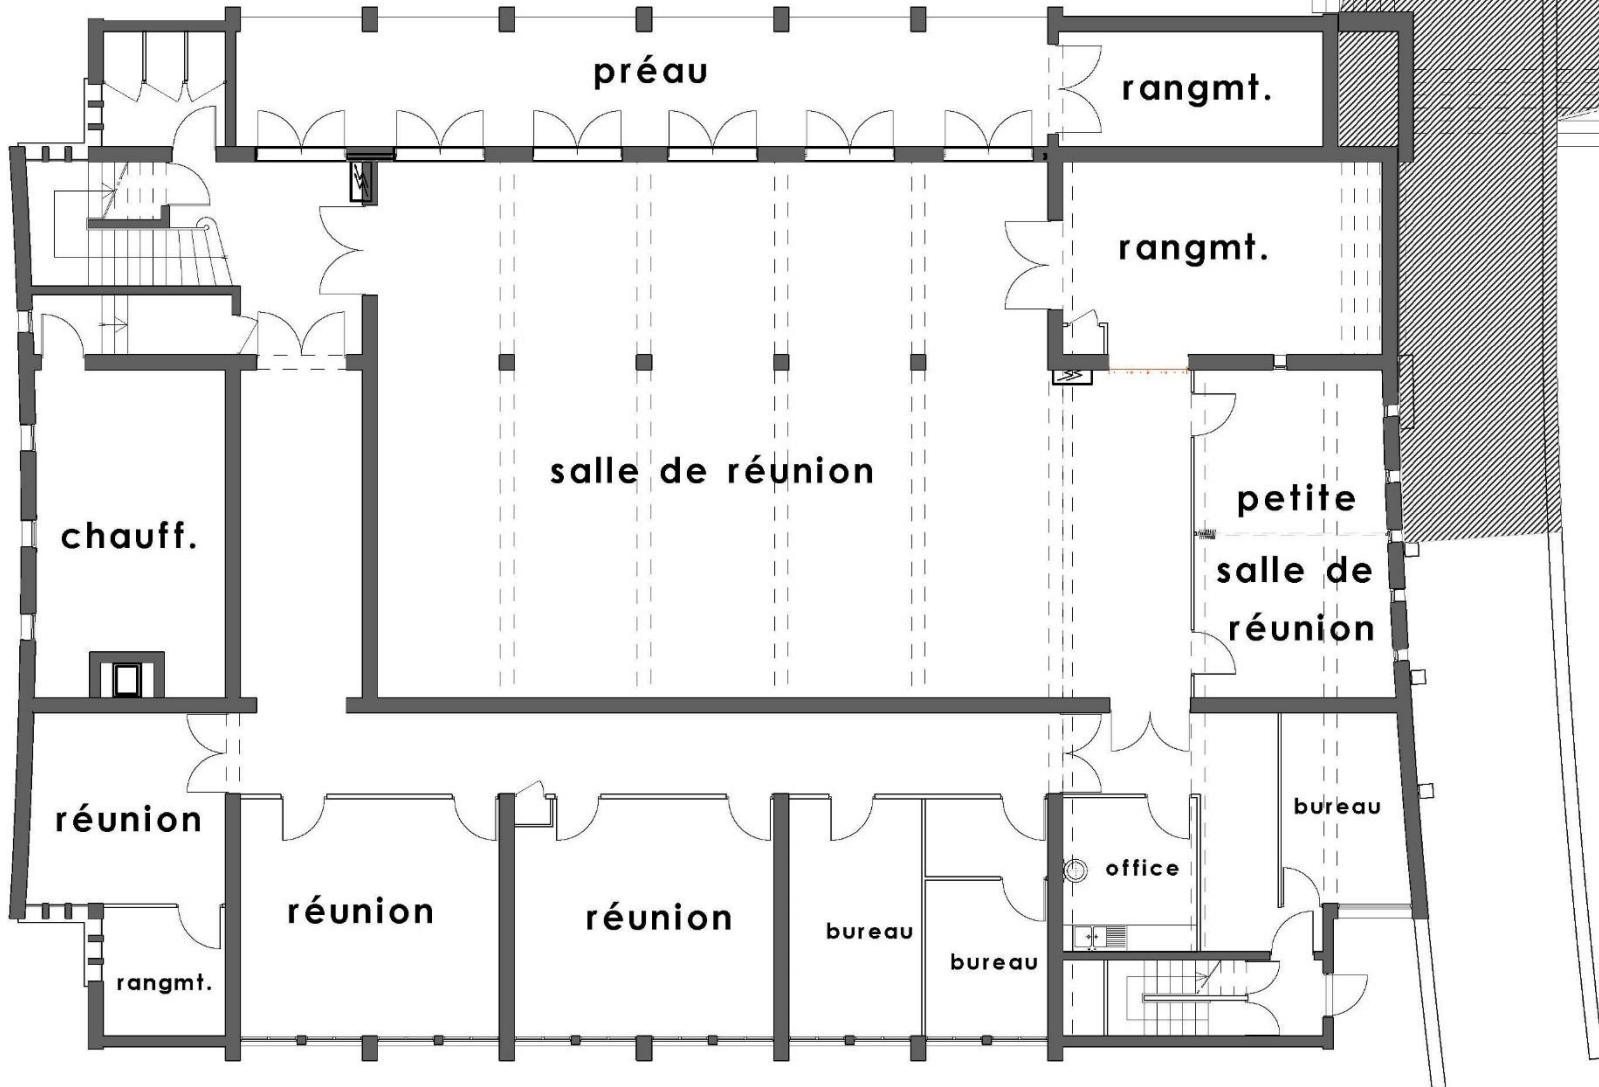 préau
rangmt.
rangmt.
salle de réunion
petite
salle de
réunion
chauff.
réunion
bureau
office
réunion
réunion
bureau
bureau
rangmt.